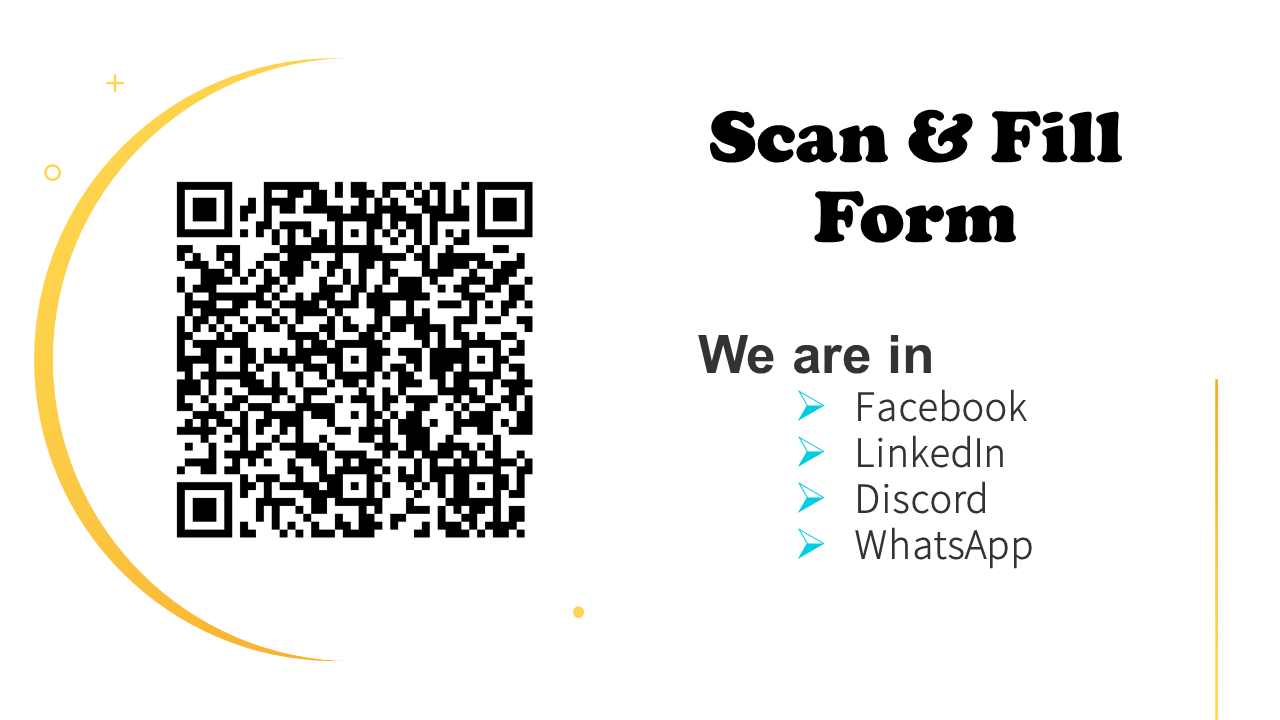 Scan & Fill
Form
We are in
Facebook
LinkedIn
Discord
WhatsApp